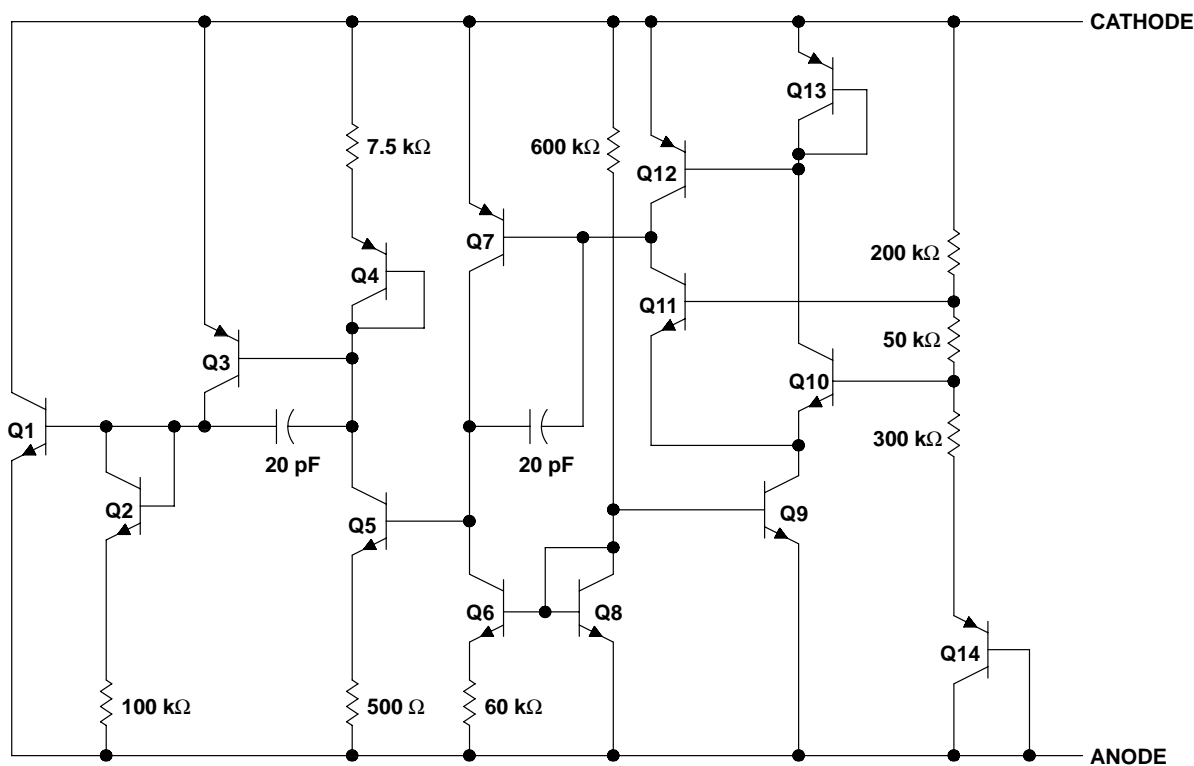 CATHODE
Q13
7.5 kΩ
600 kΩ
Q12
Q7
200 kΩ
Q4
Q11
50 kΩ
Q3
Q10
Q1
300 kΩ
20 pF
20 pF
Q2
Q5
Q9
Q6
Q8
Q14
100 kΩ
500 Ω
60 kΩ
ANODE